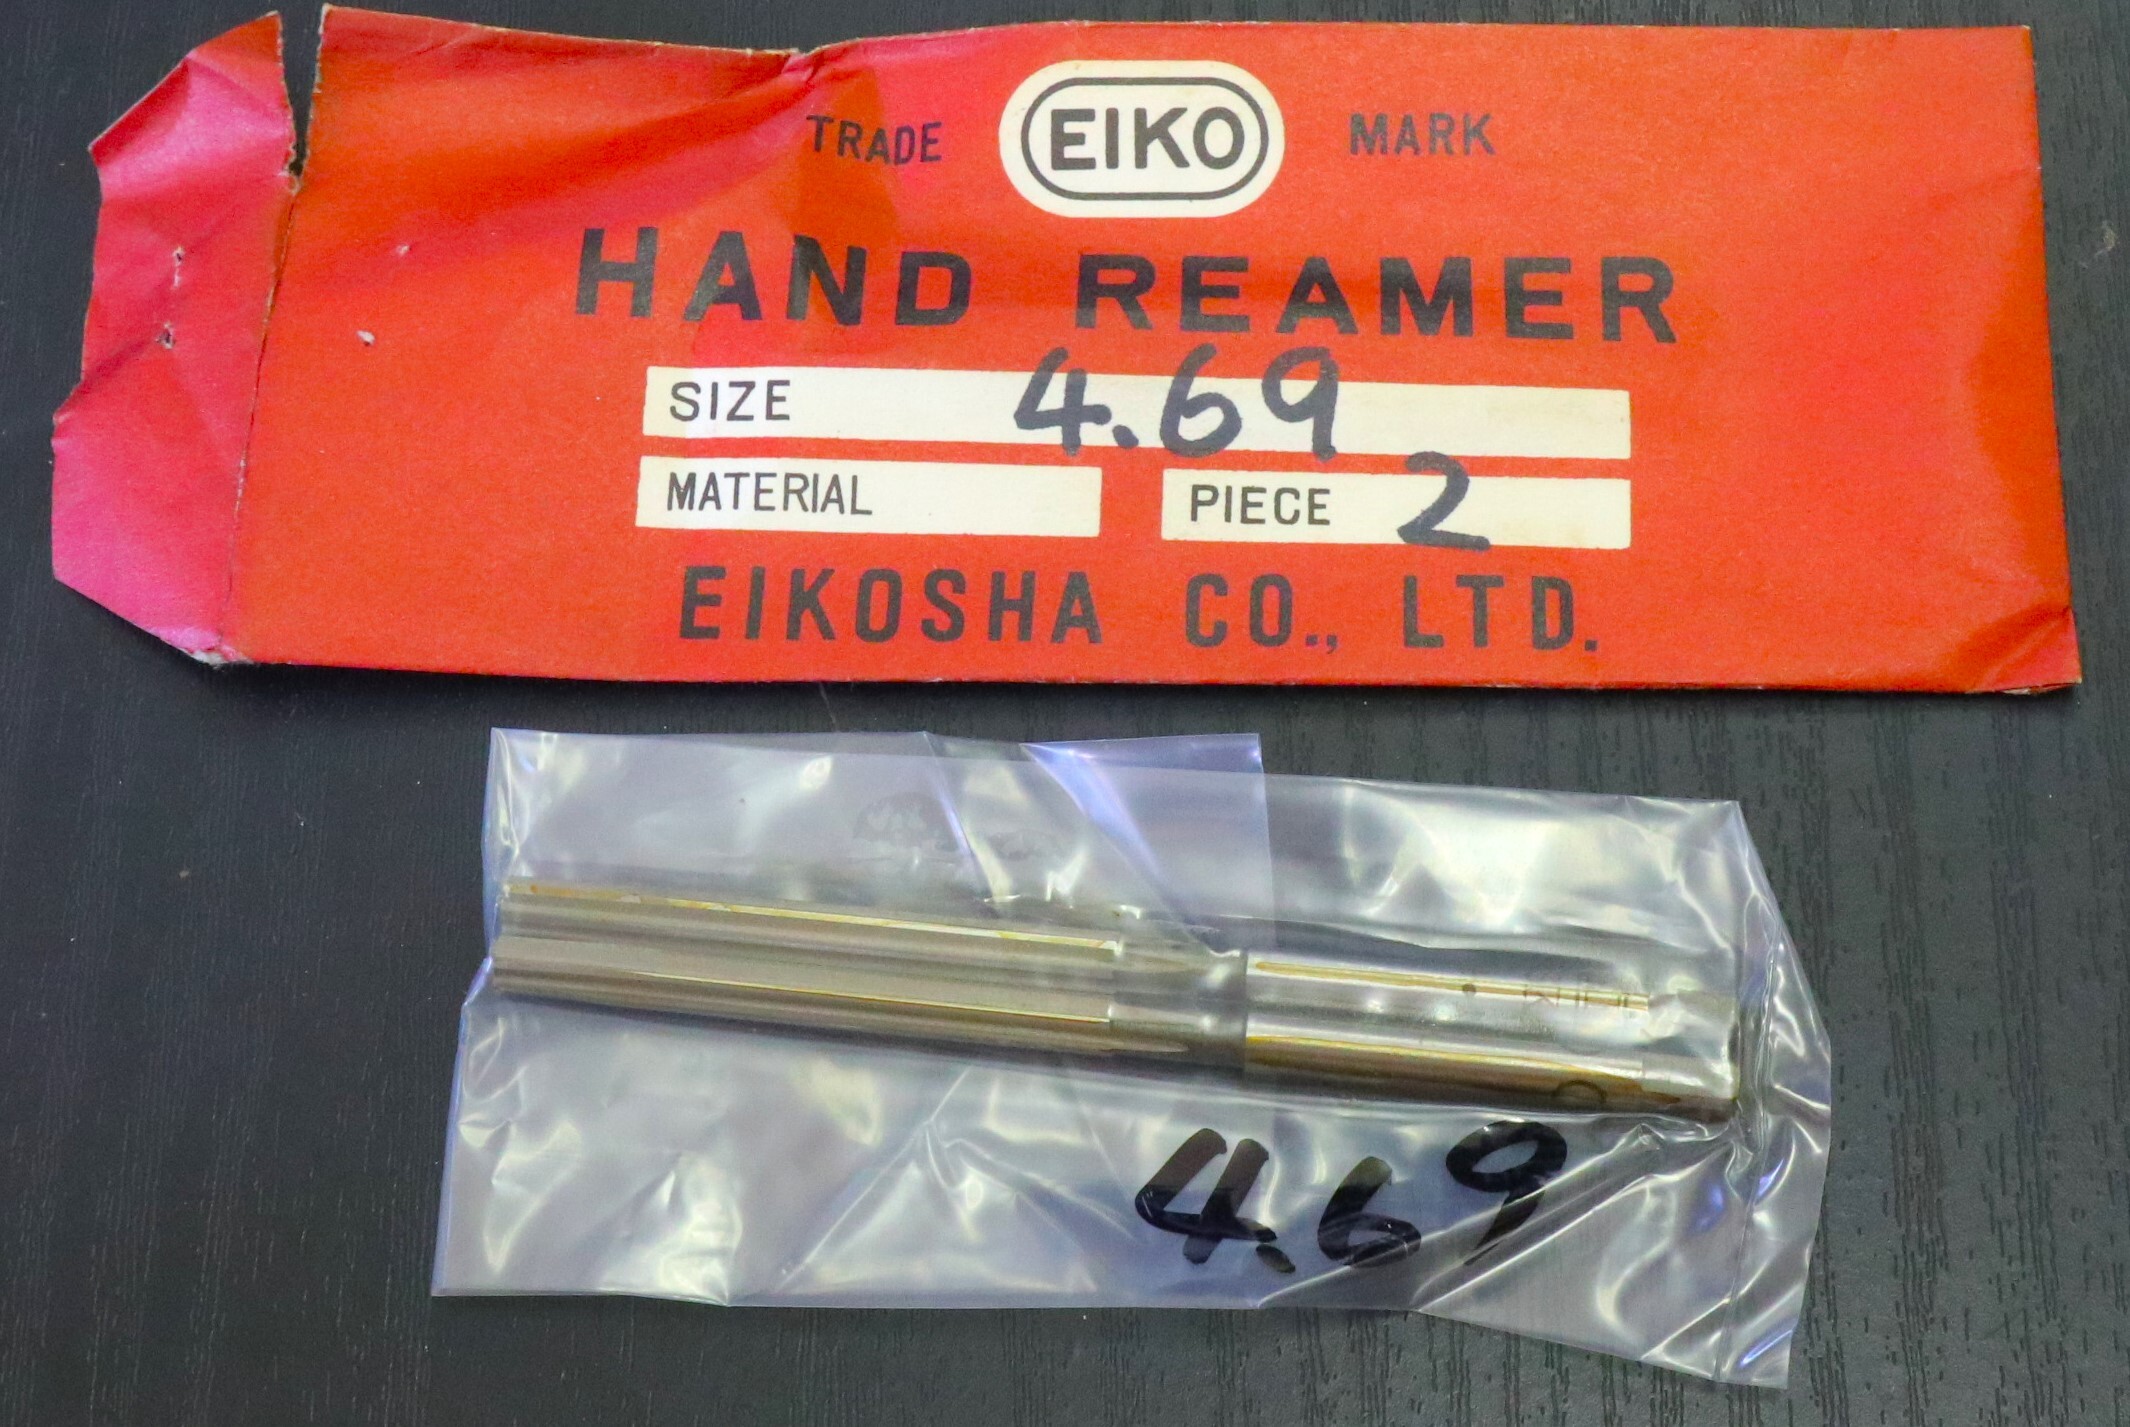 TRADE EIKO MARK
HAND REAMER
SIZE 4.69
MATERIAL PIECE 2
EIKOSHA CO., LTD.
4.69